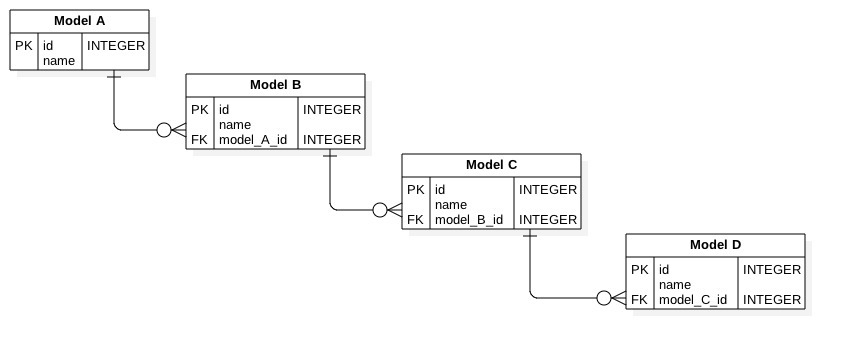 Model A
PK id INTEGER
name
Model B
PK id INTEGER
name
FK model_A_id INTEGER
Model C
PK id INTEGER
name
FK model_B_id INTEGER
Model D
PK id INTEGER
name
FK model_C_id INTEGER